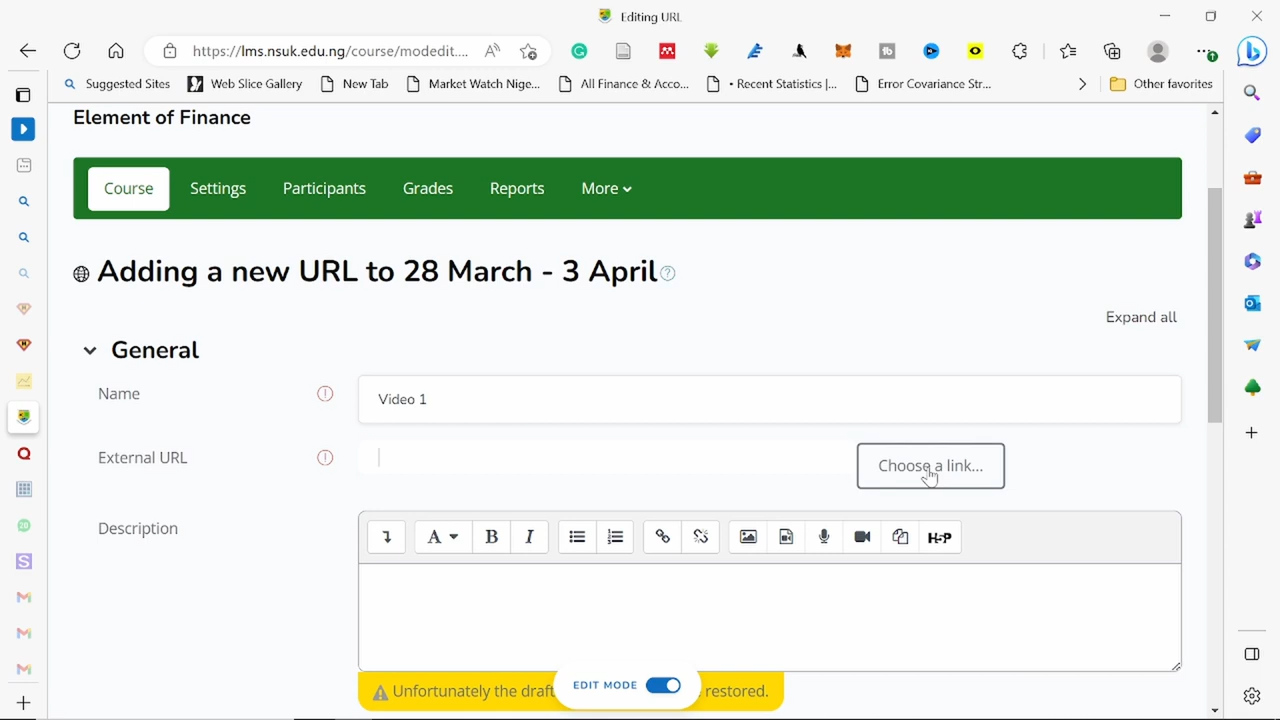 Editing URL
https://lms.nsuk.edu.ng/course/modedit....
Suggested Sites Web Slice Gallery New Tab Market Watch Nige... All Finance & Acco... • Recent Statistics |... Error Covariance Str... Other favorites
Element of Finance
Course Settings Participants Grades Reports More
Adding a new URL to 28 March - 3 April
Expand all
General
Name Video 1
External URL Choose a link...
Description A B I H-P
Unfortunately the draft EDIT MODE restored.